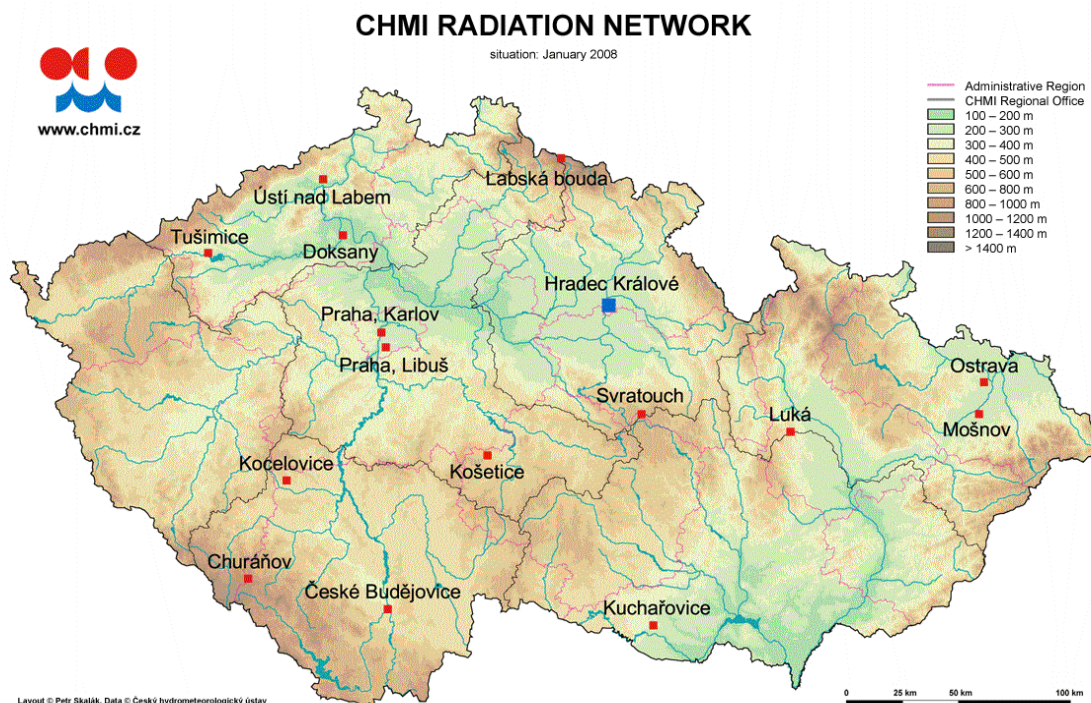 CHMI RADIATION NETWORK
situation: January 2008
www.chmi.cz
Administrative Region
CHMI Regional Office
100 – 200 m
200 – 300 m
300 – 400 m
400 – 500 m
500 – 600 m
600 – 800 m
800 – 1000 m
1000 – 1200 m
1200 – 1400 m
> 1400 m
Labská bouda
Ústí nad Labem
Tušimice
Doksany
Hradec Králové
Praha, Karlov
Praha, Libuš
Ostrava
Svratouch
Luká
Mošnov
Kocelovice
Košetice
Churáňov
České Budějovice
Kuchařovice
Layout © Petr Skalák, Data © Český hydrometeorologický ústav
0 25 km 50 km 100 km